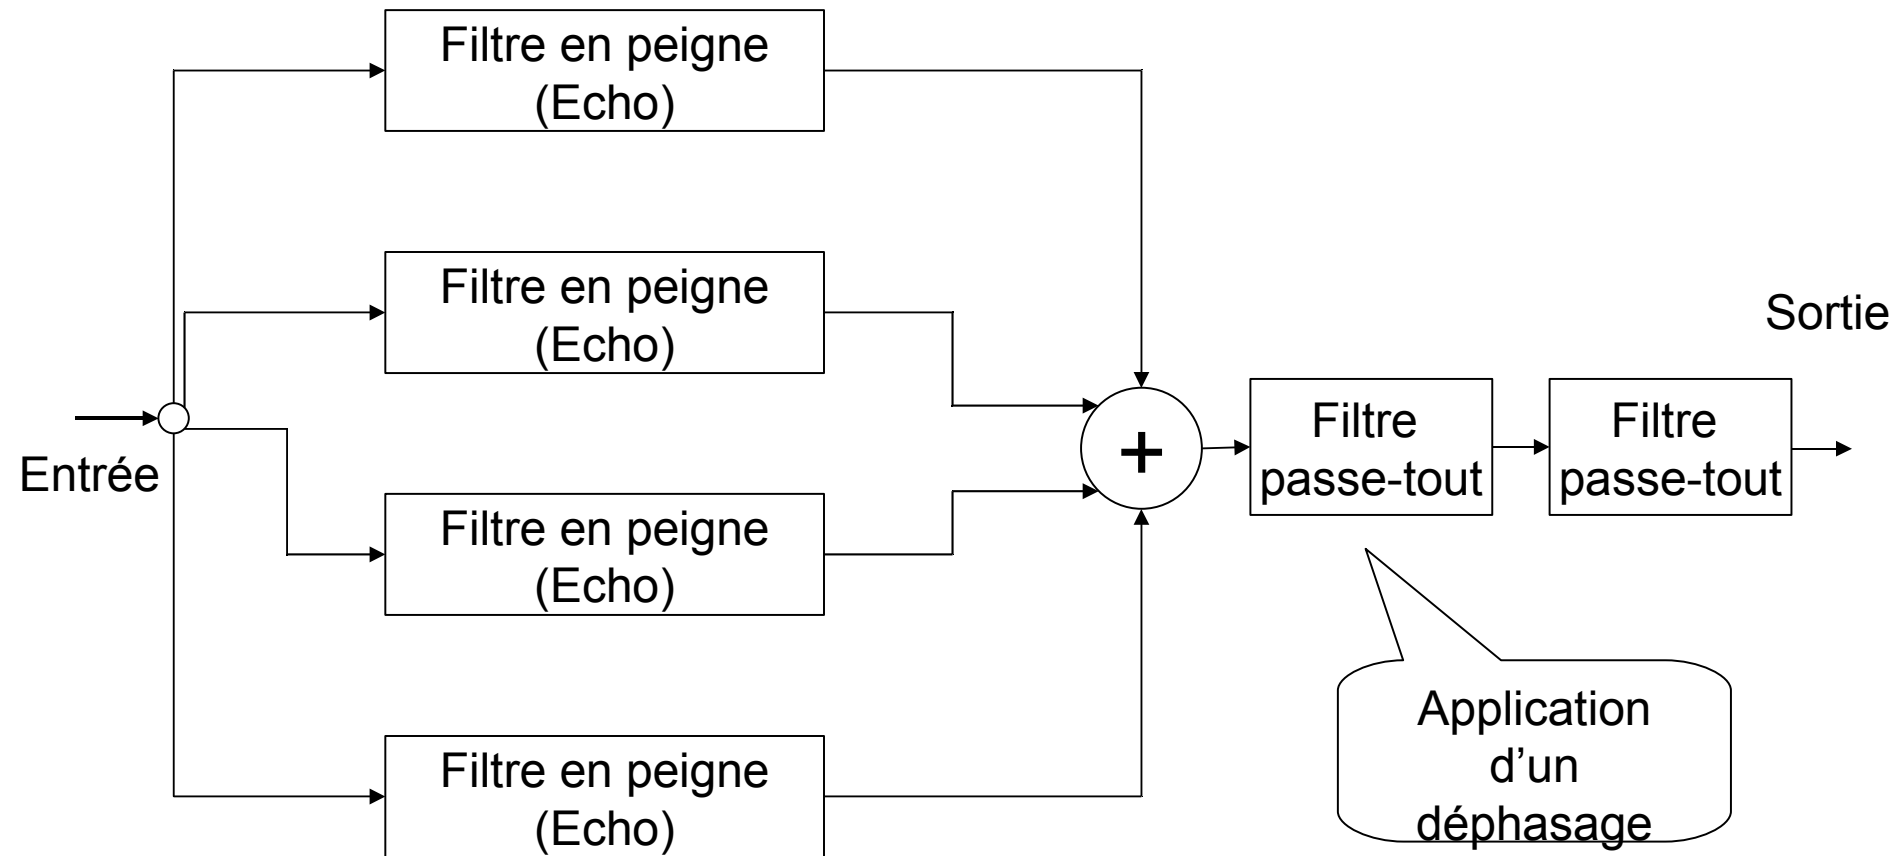 Filtre en peigne
(Echo)
Filtre en peigne
(Echo)
Sortie
Entrée
+
Filtre
passe-tout
Filtre
passe-tout
Filtre en peigne
(Echo)
Application
d’un
déphasage
Filtre en peigne
(Echo)